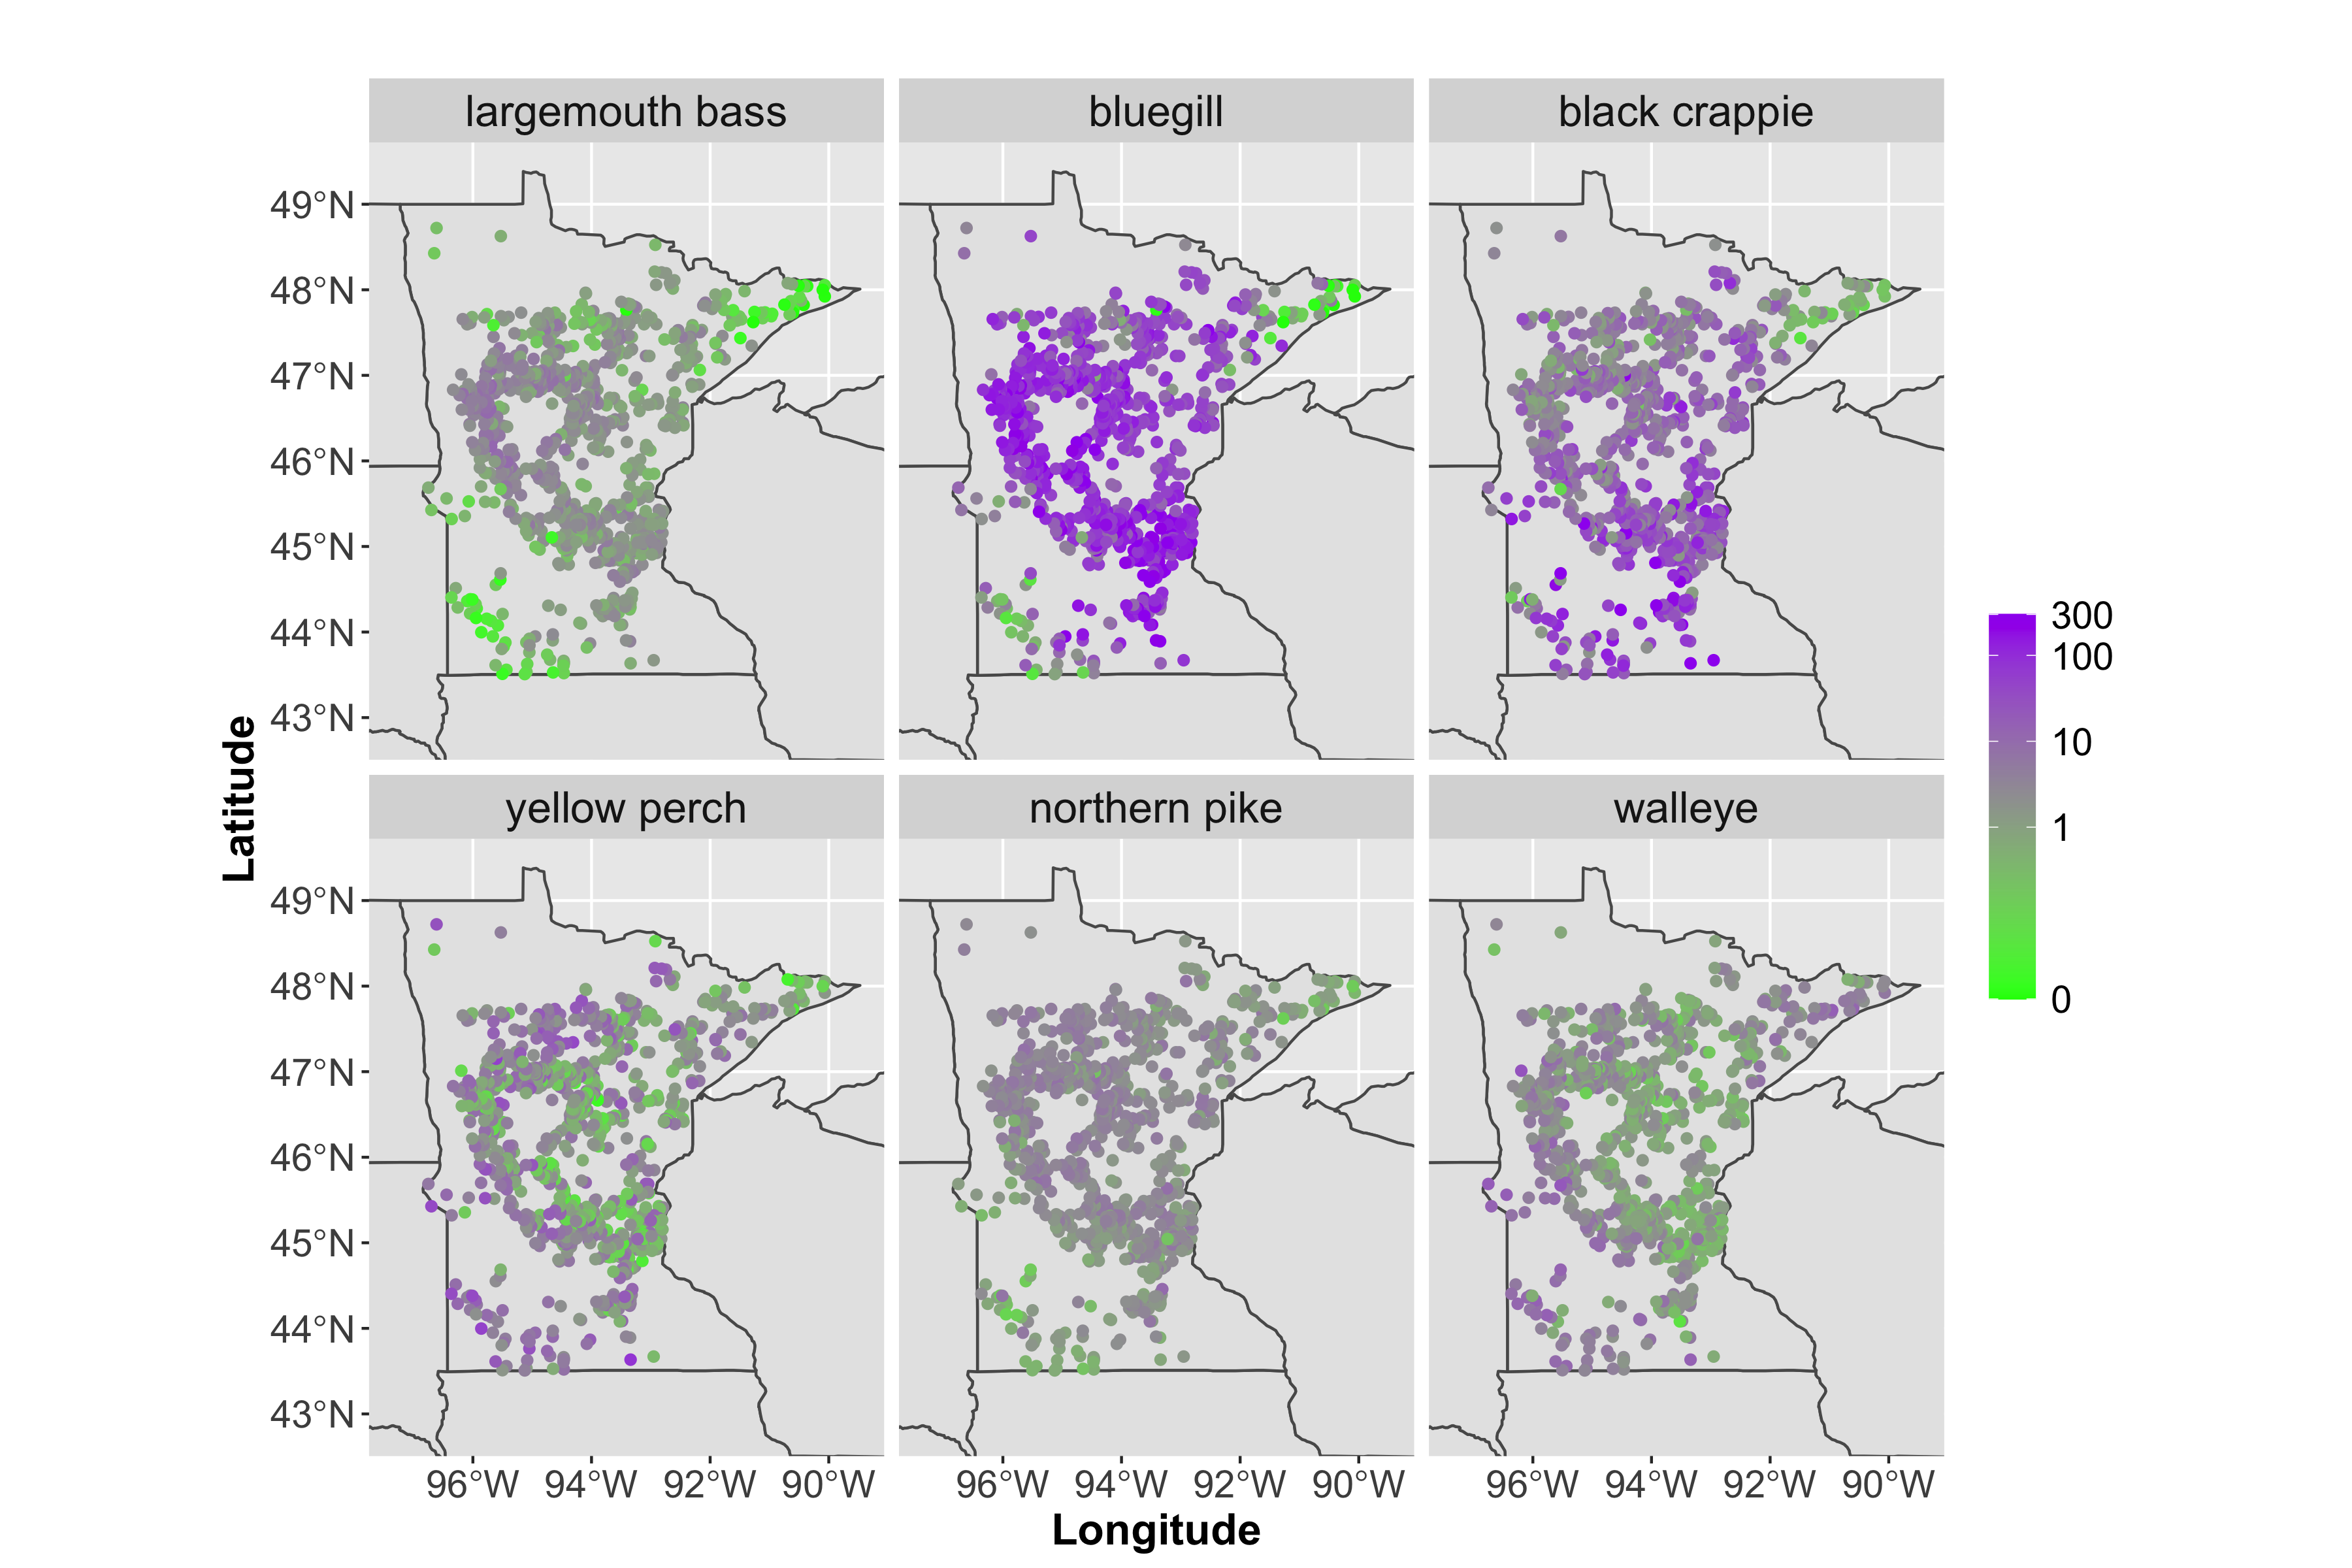 largemouth bass
bluegill
black crappie
49°N
48°N
47°N
46°N
45°N
44°N
43°N
yellow perch
northern pike
walleye
49°N
48°N
47°N
46°N
45°N
44°N
43°N
96°W 94°W 92°W 90°W
96°W 94°W 92°W 90°W
96°W 94°W 92°W 90°W
Longitude
Latitude
300
100
10
1
0